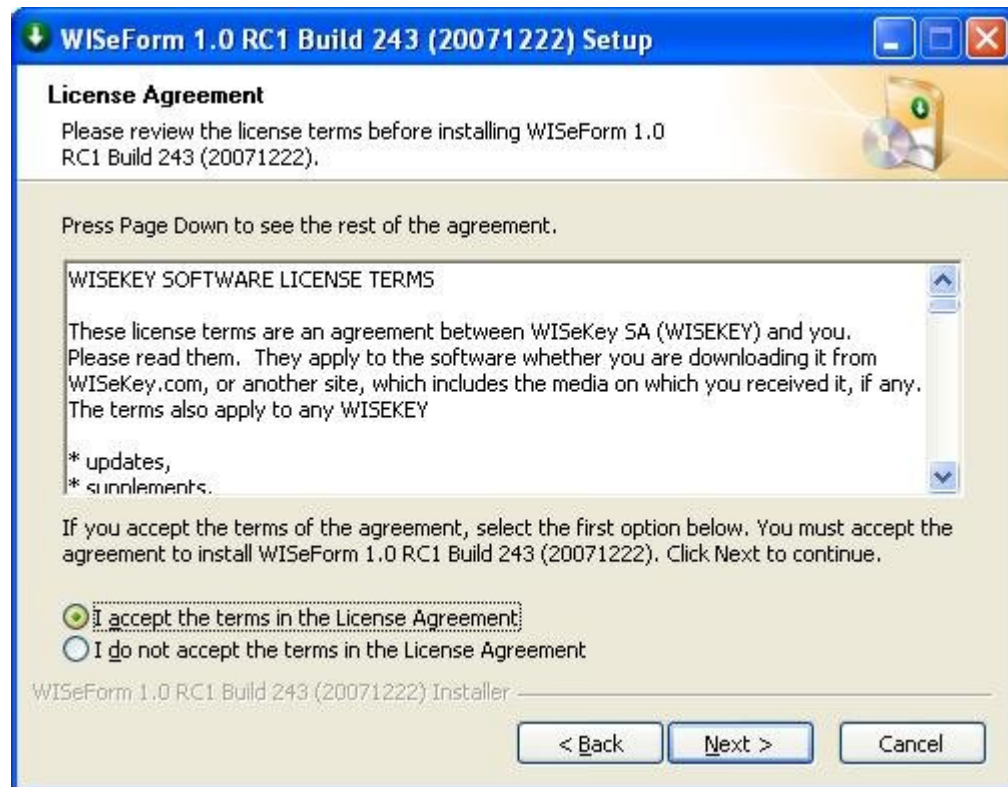 WISeForm 1.0 RC1 Build 243 (20071222) Setup
License Agreement
Please review the license terms before installing WISeForm 1.0
RC1 Build 243 (20071222).
Press Page Down to see the rest of the agreement.
WISEKEY SOFTWARE LICENSE TERMS
These license terms are an agreement between WISeKey SA (WISEKEY) and you.
Please read them.  They apply to the software whether you are downloading it from
WISeKey.com, or another site, which includes the media on which you received it, if any.
The terms also apply to any WISEKEY
* updates,
* supplements,
If you accept the terms of the agreement, select the first option below. You must accept the
agreement to install WISeForm 1.0 RC1 Build 243 (20071222). Click Next to continue.
I accept the terms in the License Agreement
I do not accept the terms in the License Agreement
WISeForm 1.0 RC1 Build 243 (20071222) Installer
< Back
Next >
Cancel